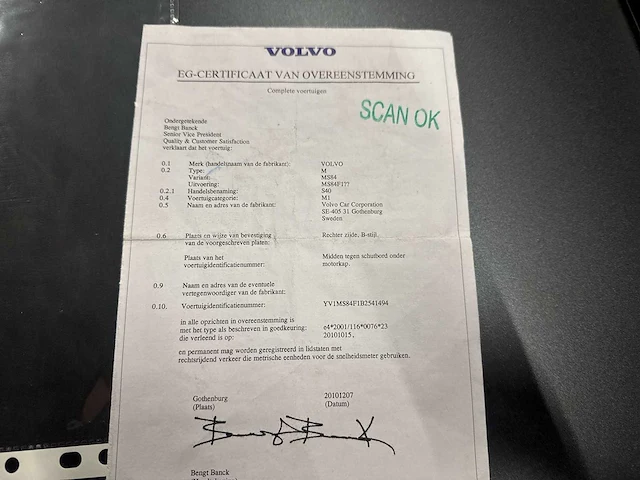 VOLVO
EG-CERTIFICAAT VAN OVEREENSTEMMING
Complete voertuigen
SCAN OK
Ondergetekende
Bengt Banck
Senior Vice President
Quality & Customer Satisfaction
verklaart dat het voertuig:
0.1 Merk (handelsnaam van de fabrikant): VOLVO
0.2 Type: M
Variant: MS84
Uitvoering: MS84F1??
0.2.1 Handelsbenaming: S40
0.4 Voertuigcategorie: M1
0.5 Naam en adres van de fabrikant: Volvo Car Corporation
SE-405 31 Gothenburg
Sweden
0.6 Plaats en wijze van bevestiging Rechter zijde, B-stijl.
van de voorgeschreven platen:
Plaats van het Midden tegen schutbord onder
voertuigidentificatienummer: motorkap.
0.9 Naam en adres van de eventuele
vertegenwoordiger van de fabrikant:
0.10. Voertuigidentificatienummer: YV1MS84F1B2541494
in alle opzichten in overeenstemming is
met het type als beschreven in goedkeuring: e4*2001/116*0076*23
die verleend is op: 20101015,
en permanent mag worden geregistreerd in lidstaten met
rechtsrijdend verkeer die metrische eenheden voor de snelheidsmeter gebruiken.
Gothenburg 20101207
(Plaats) (Datum)
Bengt Banck